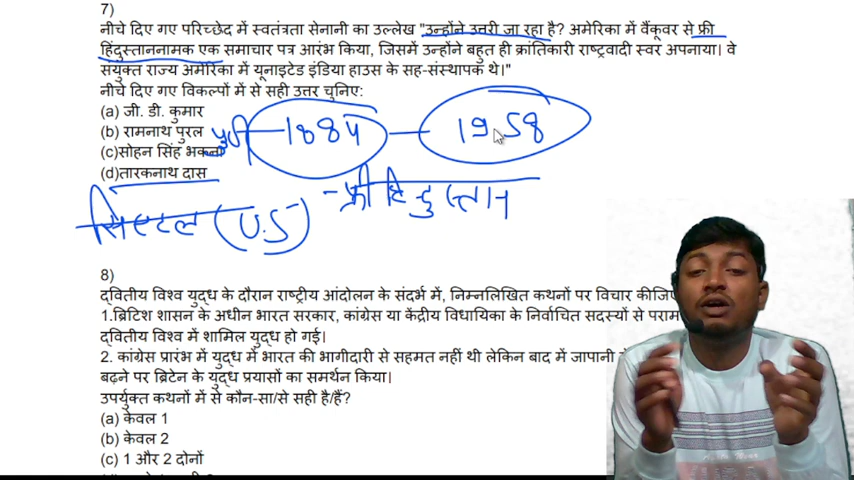 7)
नीचे दिए गए परिच्छेद में स्वतंत्रता सेनानी का उल्लेख "उन्होंने उत्तरी जा रहा है? अमेरिका में वैंकूवर से फ्री
हिंदुस्ताननामक एक समाचार पत्र आरंभ किया, जिसमें उन्होंने बहुत ही क्रांतिकारी राष्ट्रवादी स्वर अपनाया। वे
संयुक्त राज्य अमेरिका में यूनाइटेड इंडिया हाउस के सह-संस्थापक थे।"
नीचे दिए गए विकल्पों में से सही उत्तर चुनिए:
(a) जी. डी. कुमार
(b) रामनाथ पुरल
1884 – 1958
(c)सोहन सिंह भकना
(d)तारकनाथ दास
(U.S) - फ्री हिन्दुस्तान
8)
द्वितीय विश्व युद्ध के दौरान राष्ट्रीय आंदोलन के संदर्भ में, निम्नलिखित कथनों पर विचार कीजि
1.ब्रिटिश शासन के अधीन भारत सरकार, कांग्रेस या केंद्रीय विधायिका के निर्वाचित सदस्यों से
द्वितीय विश्व में शामिल युद्ध हो गई।
2. कांग्रेस प्रारंभ में युद्ध में भारत की भागीदारी से सहमत नहीं थी लेकिन बाद में जापानी
बढ़ने पर ब्रिटेन के युद्ध प्रयासों का समर्थन किया।
उपर्युक्त कथनों में से कौन-सा/से सही है/हैं?
(a) केवल 1
(b) केवल 2
(c) 1 और 2 दोनों